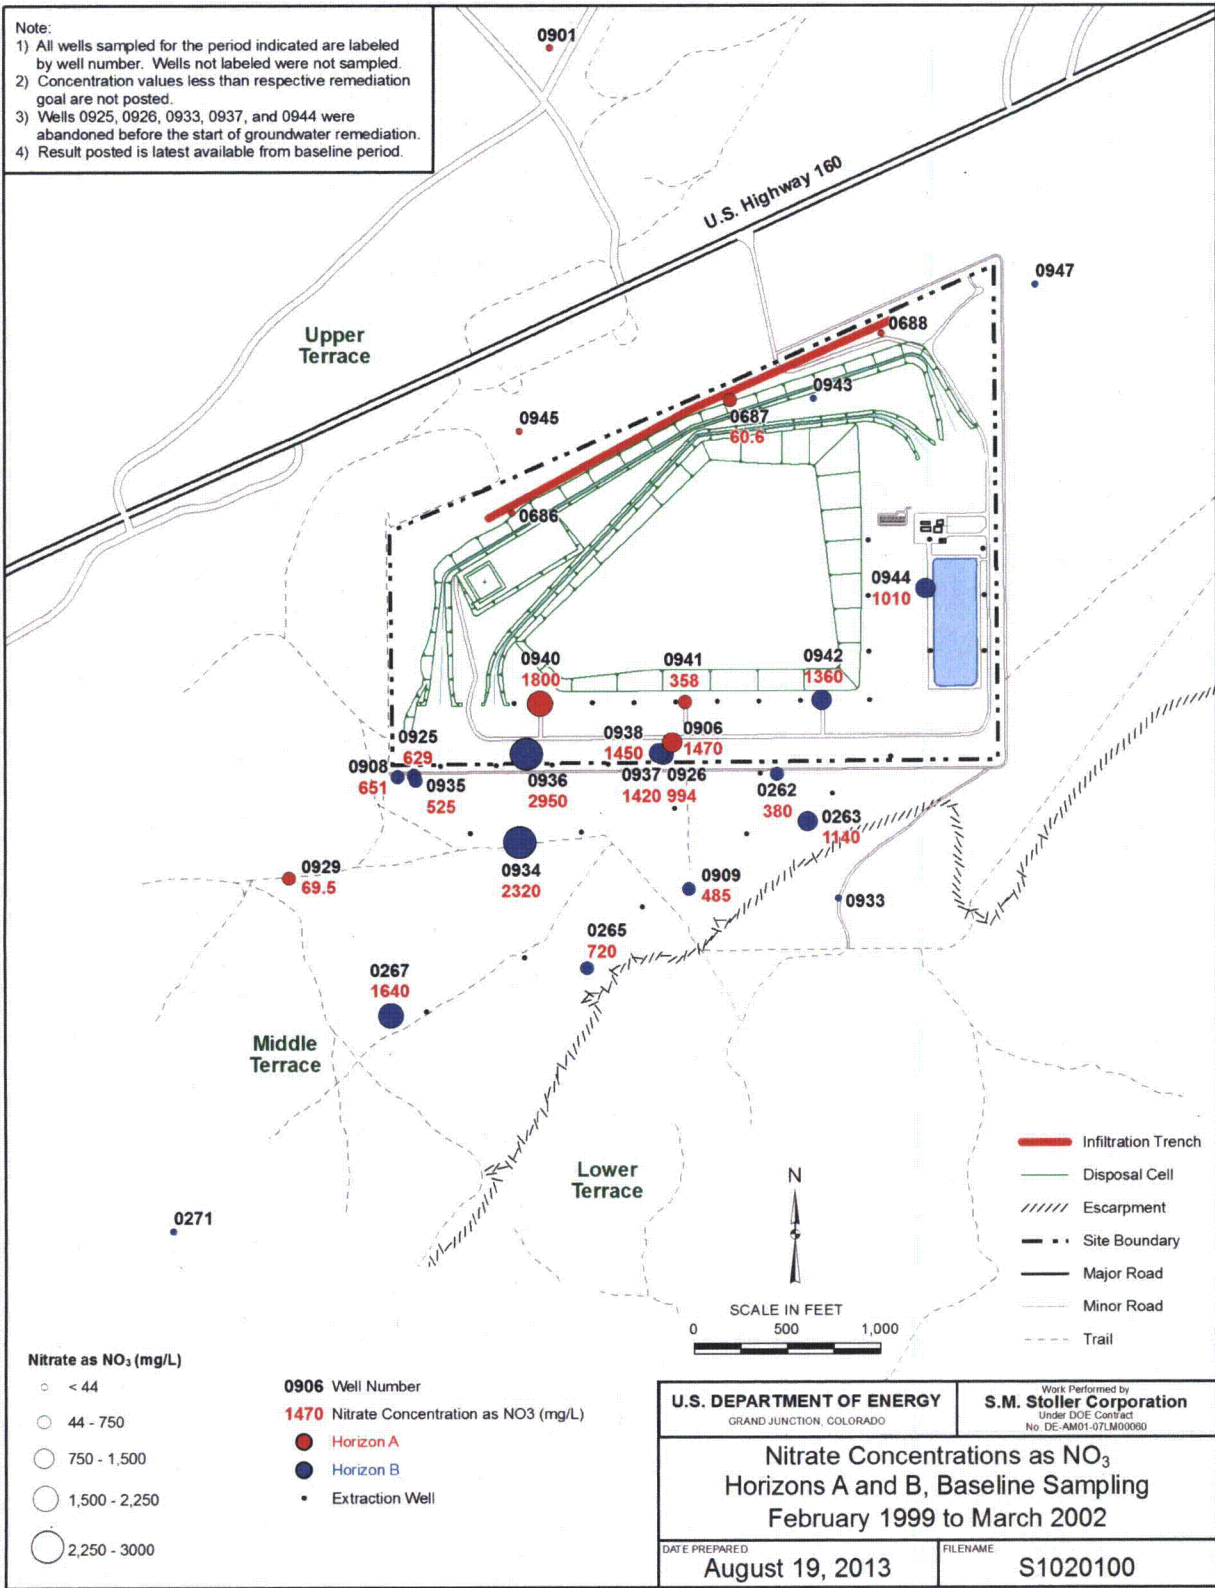 Note:
1) All wells sampled for the period indicated are labeled
by well number. Wells not labeled were not sampled.
2) Concentration values less than respective remediation
goal are not posted.
3) Wells 0925, 0926, 0933, 0937, and 0944 were
abandoned before the start of groundwater remediation.
4) Result posted is latest available from baseline period.
0901
U.S. Highway 160
0947
Upper
Terrace
0688
0943
0945
0687
60.6
0686
0944
1010
0940
1800
0941
358
0942
1360
0925
629
0938
1450
0906
1470
0908
651
0935
525
0936
2950
0937
1420
0926
994
0262
380
0263
1140
0929
69.5
0934
2320
0909
485
0933
0265
720
0267
1640
Middle
Terrace
Lower
Terrace
0271
N
SCALE IN FEET
0 500 1,000
Infiltration Trench
Disposal Cell
Escarpment
Site Boundary
Major Road
Minor Road
Trail
Nitrate as NO3 (mg/L)
< 44
44 - 750
750 - 1,500
1,500 - 2,250
2,250 - 3000
0906 Well Number
1470 Nitrate Concentration as NO3 (mg/L)
Horizon A
Horizon B
Extraction Well
U.S. DEPARTMENT OF ENERGY
GRAND JUNCTION, COLORADO
Work Performed by
S.M. Stoller Corporation
Under DOE Contract
No. DE-AM01-07LM00060
Nitrate Concentrations as NO3
Horizons A and B, Baseline Sampling
February 1999 to March 2002
DATE PREPARED
August 19, 2013
FILENAME
S1020100